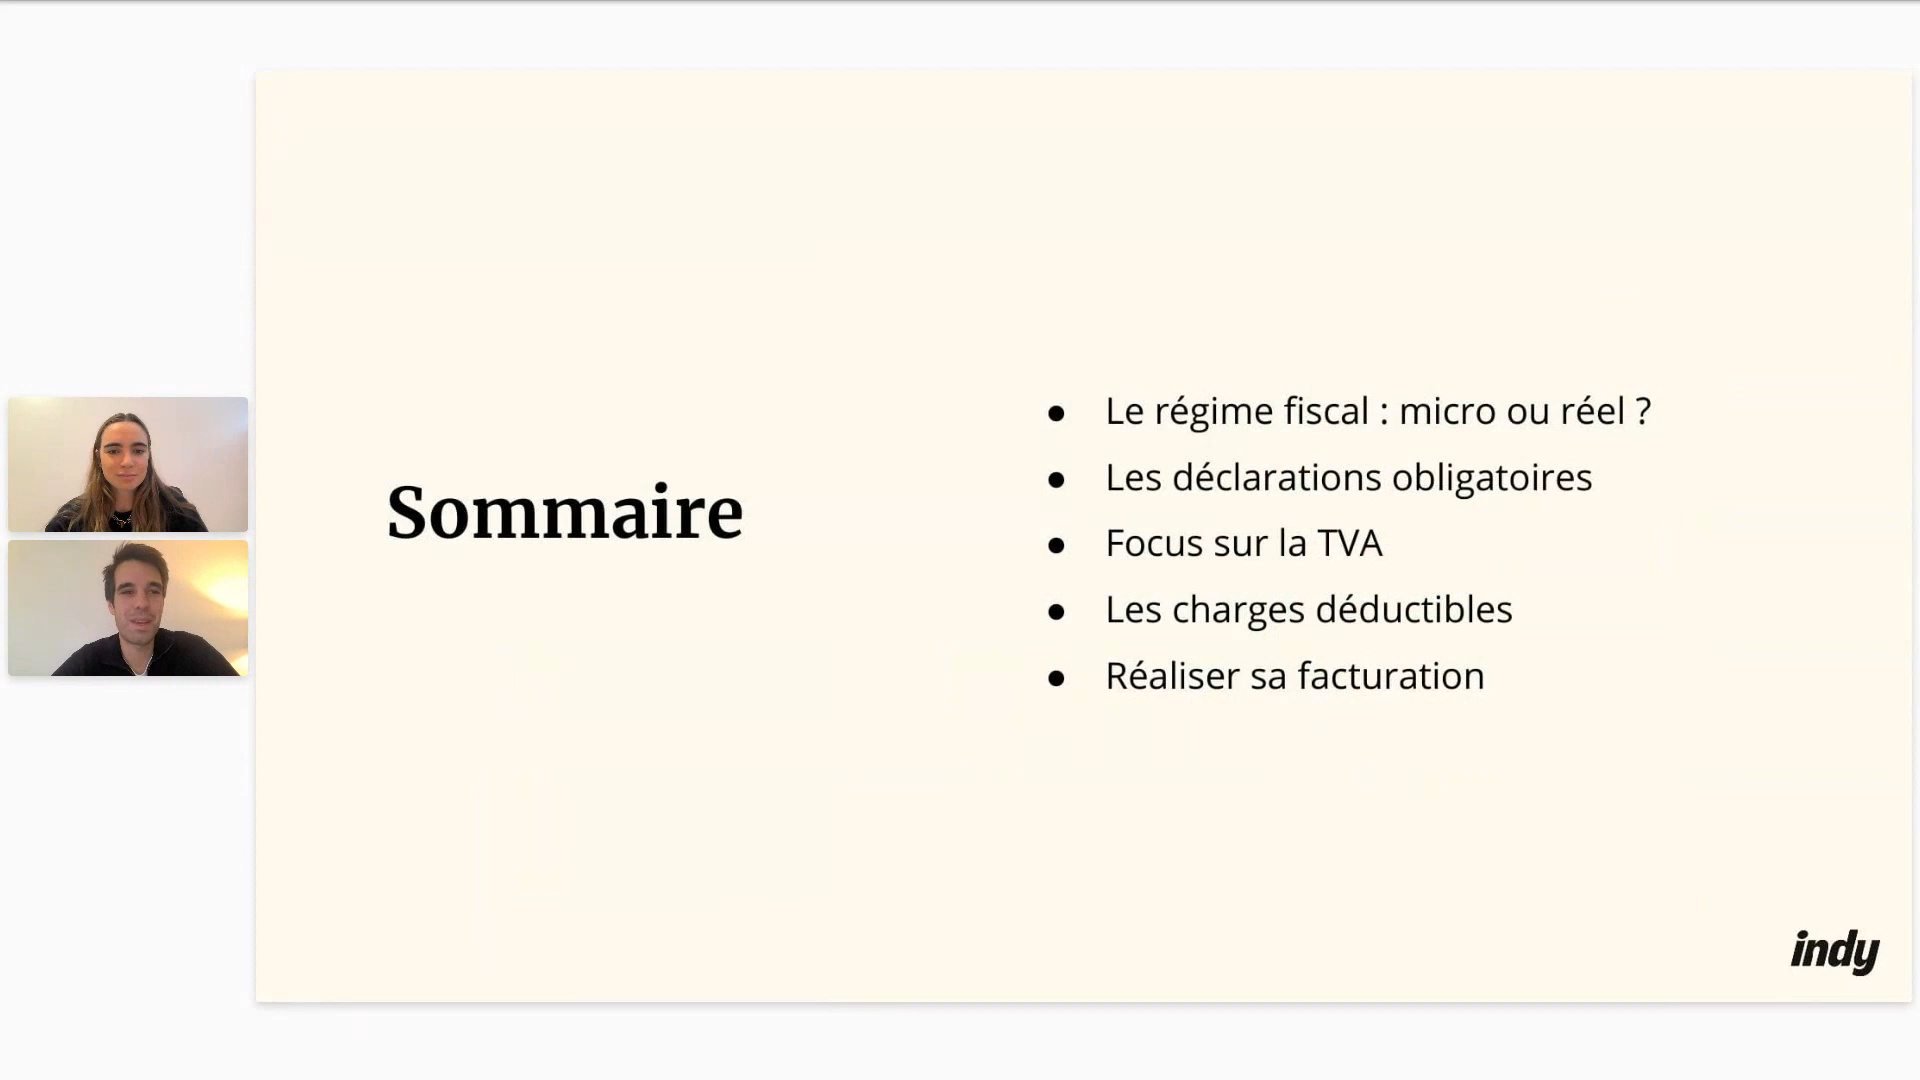 Sommaire
Le régime fiscal : micro ou réel ?
Les déclarations obligatoires
Focus sur la TVA
Les charges déductibles
Réaliser sa facturation
indy